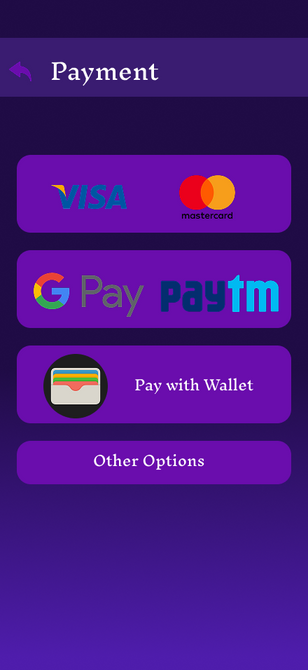 Payment
VISA
mastercard
G Pay paytm
Pay with Wallet
Other Options